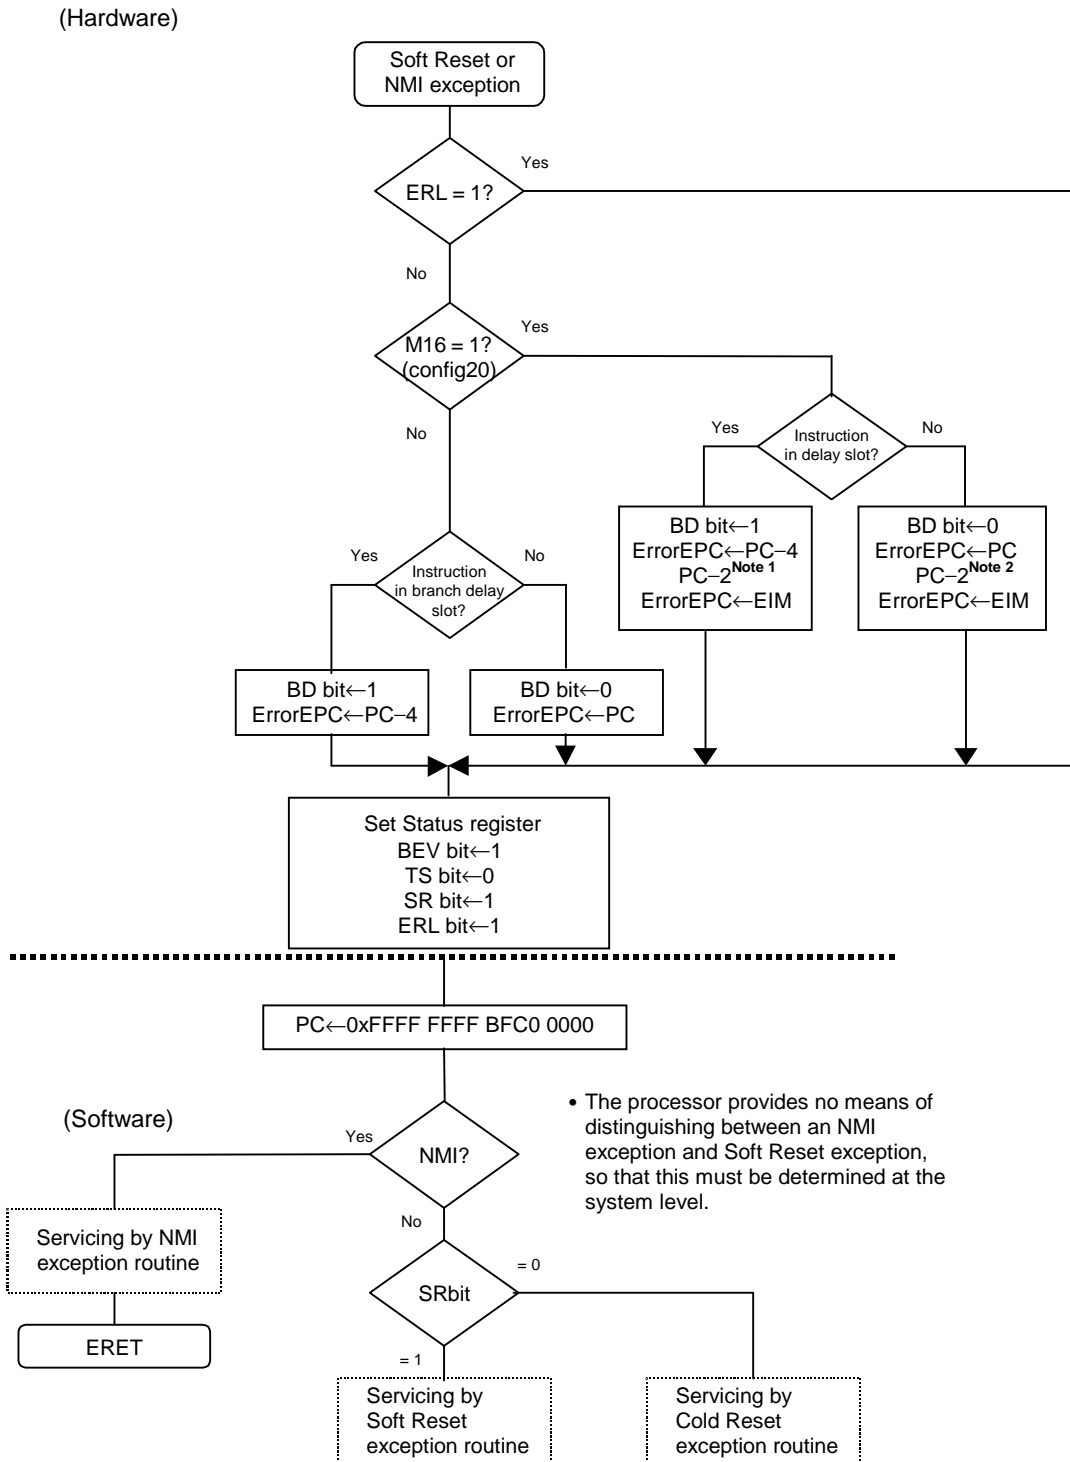 (Hardware)
Soft Reset or
NMI exception
Yes
ERL = 1?
No
Yes
M16 = 1?
(config20)
No
Yes
Instruction
in delay slot?
No
BD bit←1
ErrorEPC←PC−4
PC−2Note 1
ErrorEPC←EIM
BD bit←0
ErrorEPC←PC
PC−2Note 2
ErrorEPC←EIM
Yes
Instruction
in branch delay
slot?
No
BD bit←1
ErrorEPC←PC−4
BD bit←0
ErrorEPC←PC
Set Status register
BEV bit←1
TS bit←0
SR bit←1
ERL bit←1
PC←0xFFFF FFFF BFC0 0000
(Software)
• The processor provides no means of
distinguishing between an NMI
exception and Soft Reset exception,
so that this must be determined at the
system level.
Yes
NMI?
No
Servicing by NMI
exception routine
ERET
= 0
SRbit
= 1
Servicing by
Soft Reset
exception routine
Servicing by
Cold Reset
exception routine